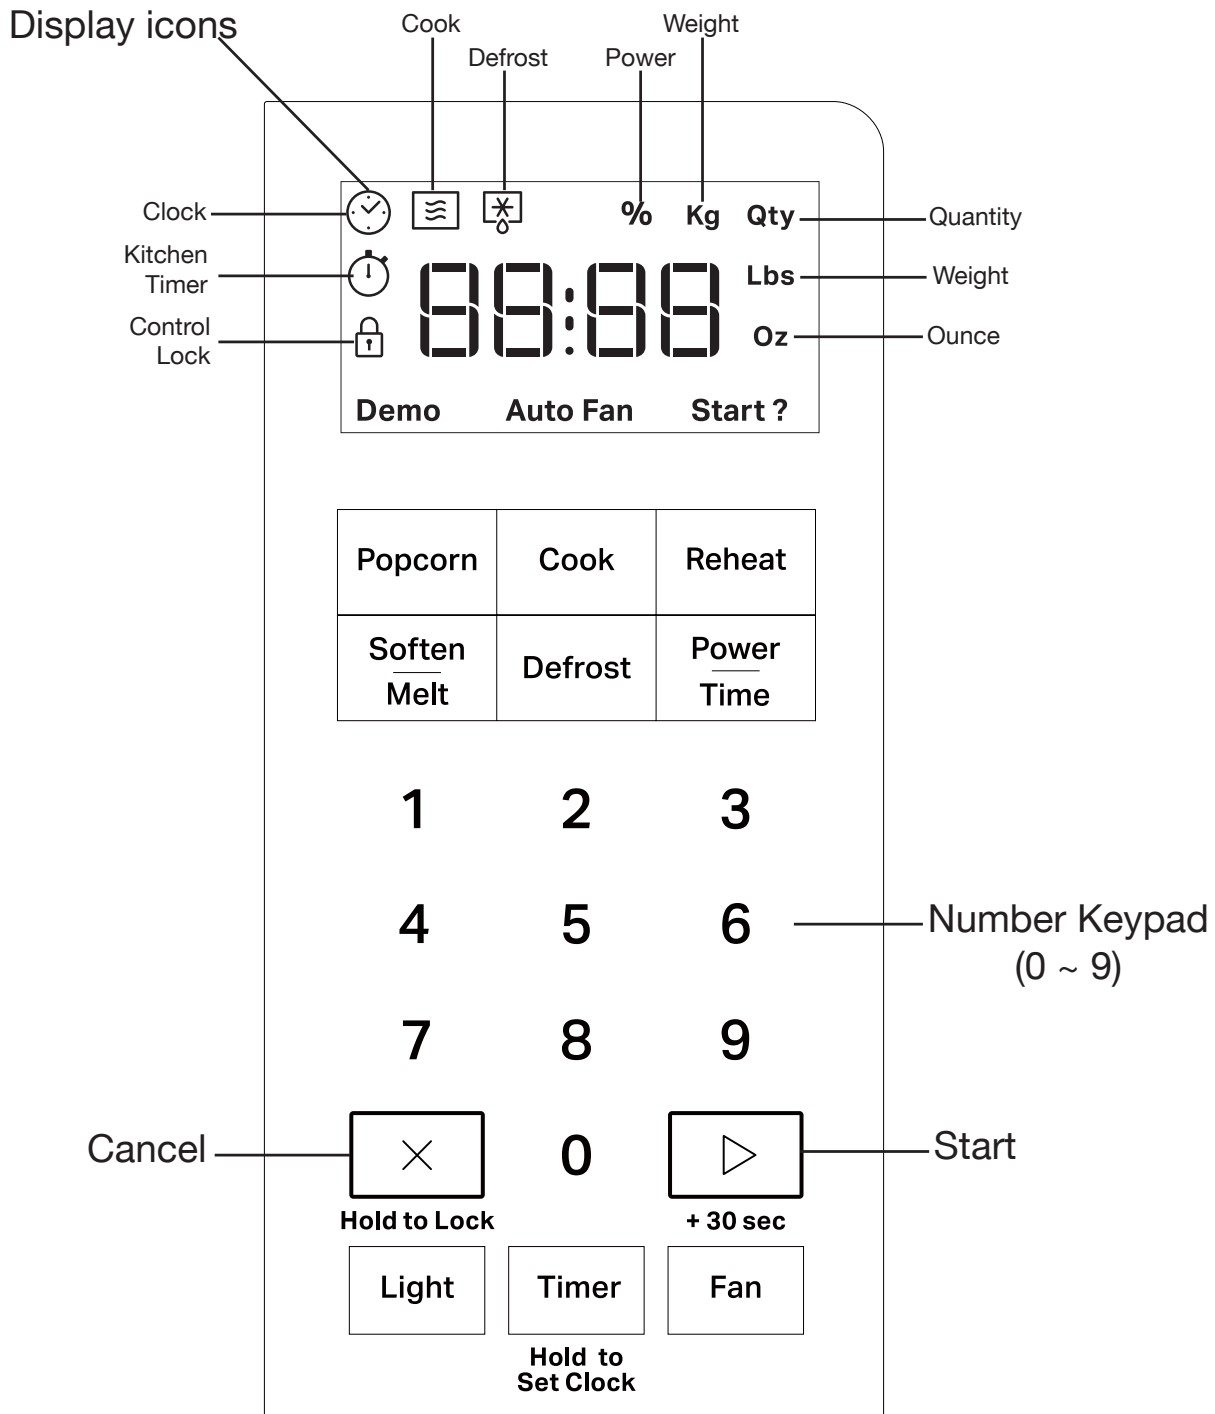 Display icons
Cook
Weight
Defrost
Power
Clock
% Kg Qty
Quantity
Kitchen
Timer
88:88
Lbs
Weight
Control
Lock
Oz
Ounce
Demo Auto Fan Start ?
Popcorn Cook Reheat
Soften
Melt
Defrost
Power
Time
1 2 3
4 5 6
Number Keypad
(0 ~ 9)
7 8 9
Cancel
0
Start
Hold to Lock
+ 30 sec
Light Timer Fan
Hold to
Set Clock